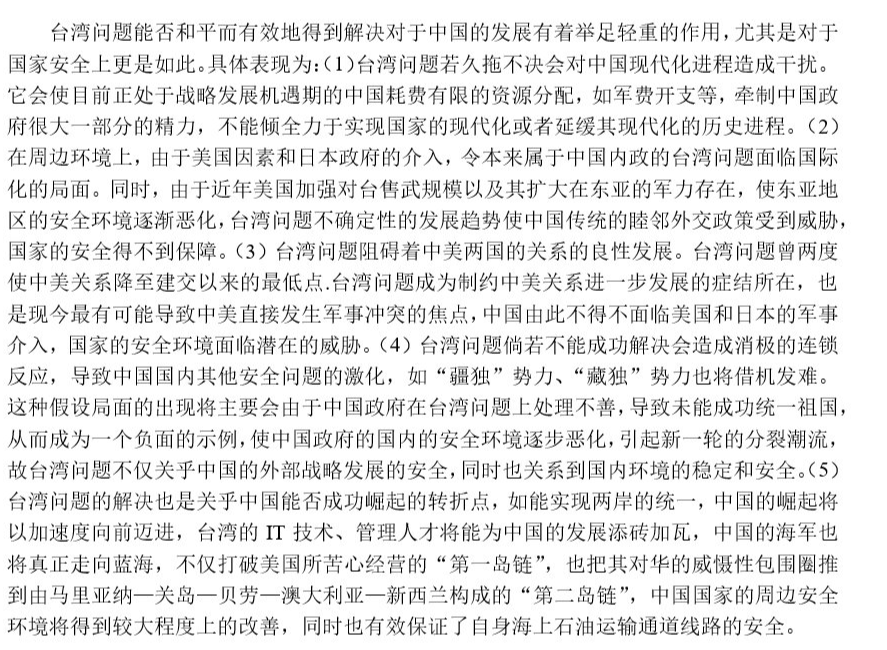 台湾问题能否和平而有效地得到解决对于中国的发展有着举足轻重的作用,尤其是对于
国家安全上更是如此。具体表现为:(1)台湾问题若久拖不决会对中国现代化进程造成干扰。
它会使目前正处于战略发展机遇期的中国耗费有限的资源分配，如军费开支等，牵制中国政
府很大一部分的精力，不能倾全力于实现国家的现代化或者延缓其现代化的历史进程。（2）
在周边环境上，由于美国因素和日本政府的介入，令本来属于中国内政的台湾问题面临国际
化的局面。同时，由于近年美国加强对台售武规模以及其扩大在东亚的军力存在，使东亚地
区的安全环境逐渐恶化,台湾问题不确定性的发展趋势使中国传统的睦邻外交政策受到威胁,
国家的安全得不到保障。（3）台湾问题阻碍着中美两国的关系的良性发展。台湾问题曾两度
使中美关系降至建交以来的最低点.台湾问题成为制约中美关系进一步发展的症结所在，也
是现今最有可能导致中美直接发生军事冲突的焦点,中国由此不得不面临美国和日本的军事
介入，国家的安全环境面临潜在的威胁。（4）台湾问题倘若不能成功解决会造成消极的连锁
反应，导致中国国内其他安全问题的激化，如“疆独”势力、“藏独”势力也将借机发难。
这种假设局面的出现将主要会由于中国政府在台湾问题上处理不善,导致未能成功统一祖国,
从而成为一个负面的示例,使中国政府的国内的安全环境逐步恶化,引起新一轮的分裂潮流,
故台湾问题不仅关乎中国的外部战略发展的安全,同时也关系到国内环境的稳定和安全。（5）
台湾问题的解决也是关乎中国能否成功崛起的转折点，如能实现两岸的统一，中国的崛起将
以加速度向前迈进，台湾的 IT 技术、管理人才将能为中国的发展添砖加瓦，中国的海军也
将真正走向蓝海，不仅打破美国所苦心经营的“第一岛链”，也把其对华的威慑性包围圈推
到由马里亚纳—关岛—贝劳—澳大利亚—新西兰构成的“第二岛链”，中国国家的周边安全
环境将得到较大程度上的改善，同时也有效保证了自身海上石油运输通道线路的安全。